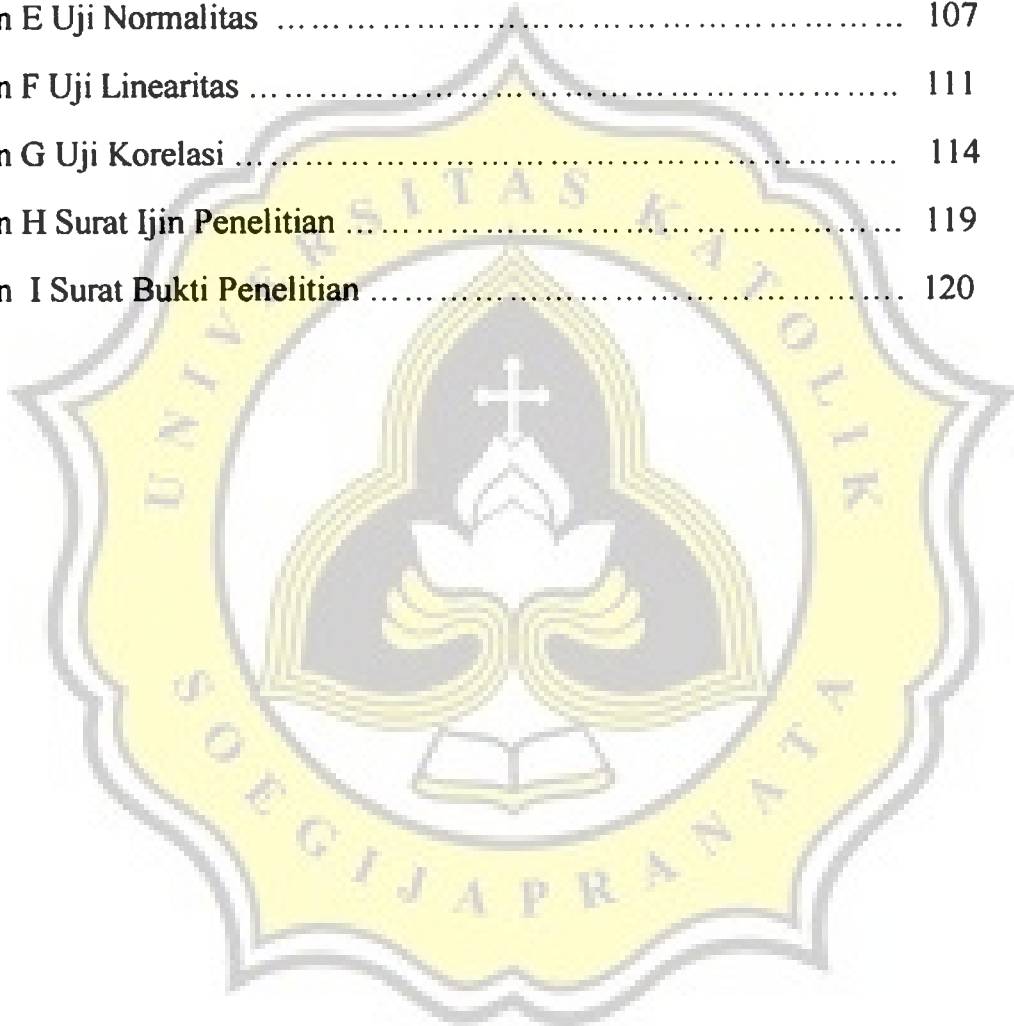 n E Uji Normalitas ………………………………………………… 107
n F Uji Linearitas ………………………………………………….. 111
n G Uji Korelasi ………………………………………………… 114
n H Surat Ijin Penelitian …………………………………………… 119
n I Surat Bukti Penelitian ………………………………………… 120
UNIVERSITAS KATOLIK
SOEGIJAPRANATA